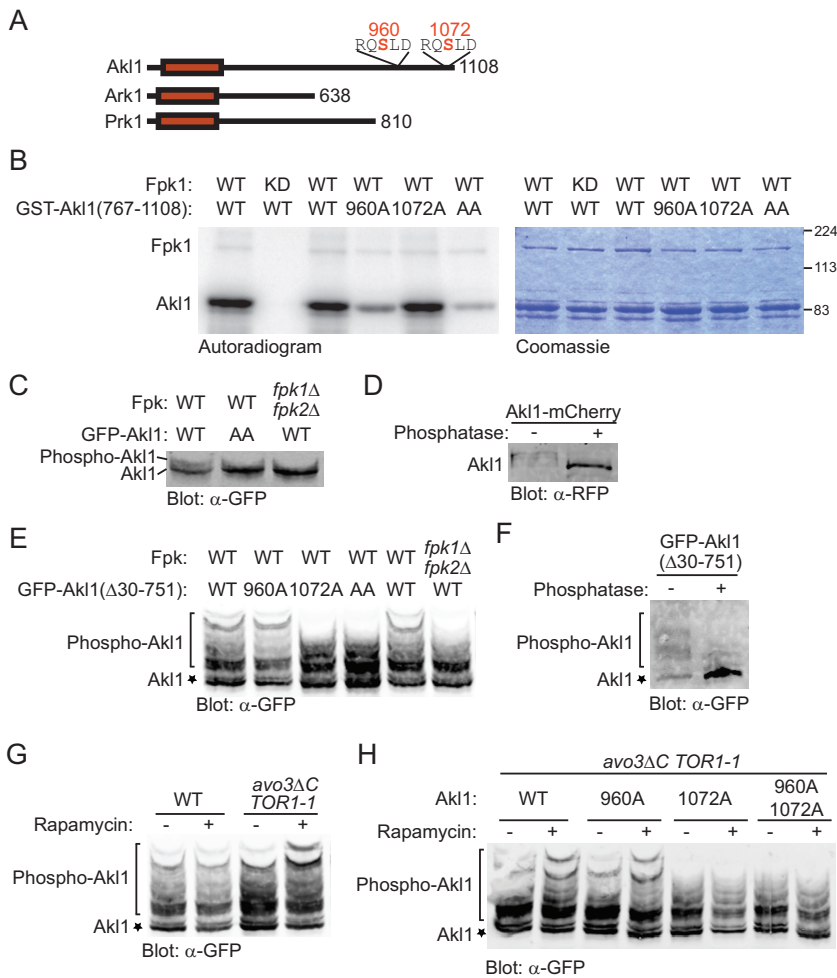 A
960 1072
RQSLD RQSLD
Akl1 1108
Ark1 638
Prk1 810
B
Fpk1: WT KD WT WT WT WT WT KD WT WT WT WT
GST-Akl1(767-1108): WT WT WT 960A 1072A AA WT WT WT 960A 1072A AA
Fpk1
Akl1
224
113
83
Autoradiogram Coomassie
C
Fpk: WT WT fpk1Δ fpk2Δ
GFP-Akl1: WT AA WT
Phospho-Akl1
Akl1
Blot: α-GFP
D
Akl1-mCherry
Phosphatase: - +
Akl1
Blot: α-RFP
E
Fpk: WT WT WT WT WT fpk1Δ fpk2Δ
GFP-Akl1(Δ30-751): WT 960A 1072A AA WT WT
Phospho-Akl1
Akl1
Blot: α-GFP
F
GFP-Akl1
(Δ30-751)
Phosphatase: - +
Phospho-Akl1
Akl1
Blot: α-GFP
G
WT avo3ΔC TOR1-1
Rapamycin: - + - +
Phospho-Akl1
Akl1
Blot: α-GFP
H
avo3ΔC TOR1-1
Akl1: WT 960A 1072A 960A 1072A
Rapamycin: - + - + - + - +
Phospho-Akl1
Akl1
Blot: α-GFP